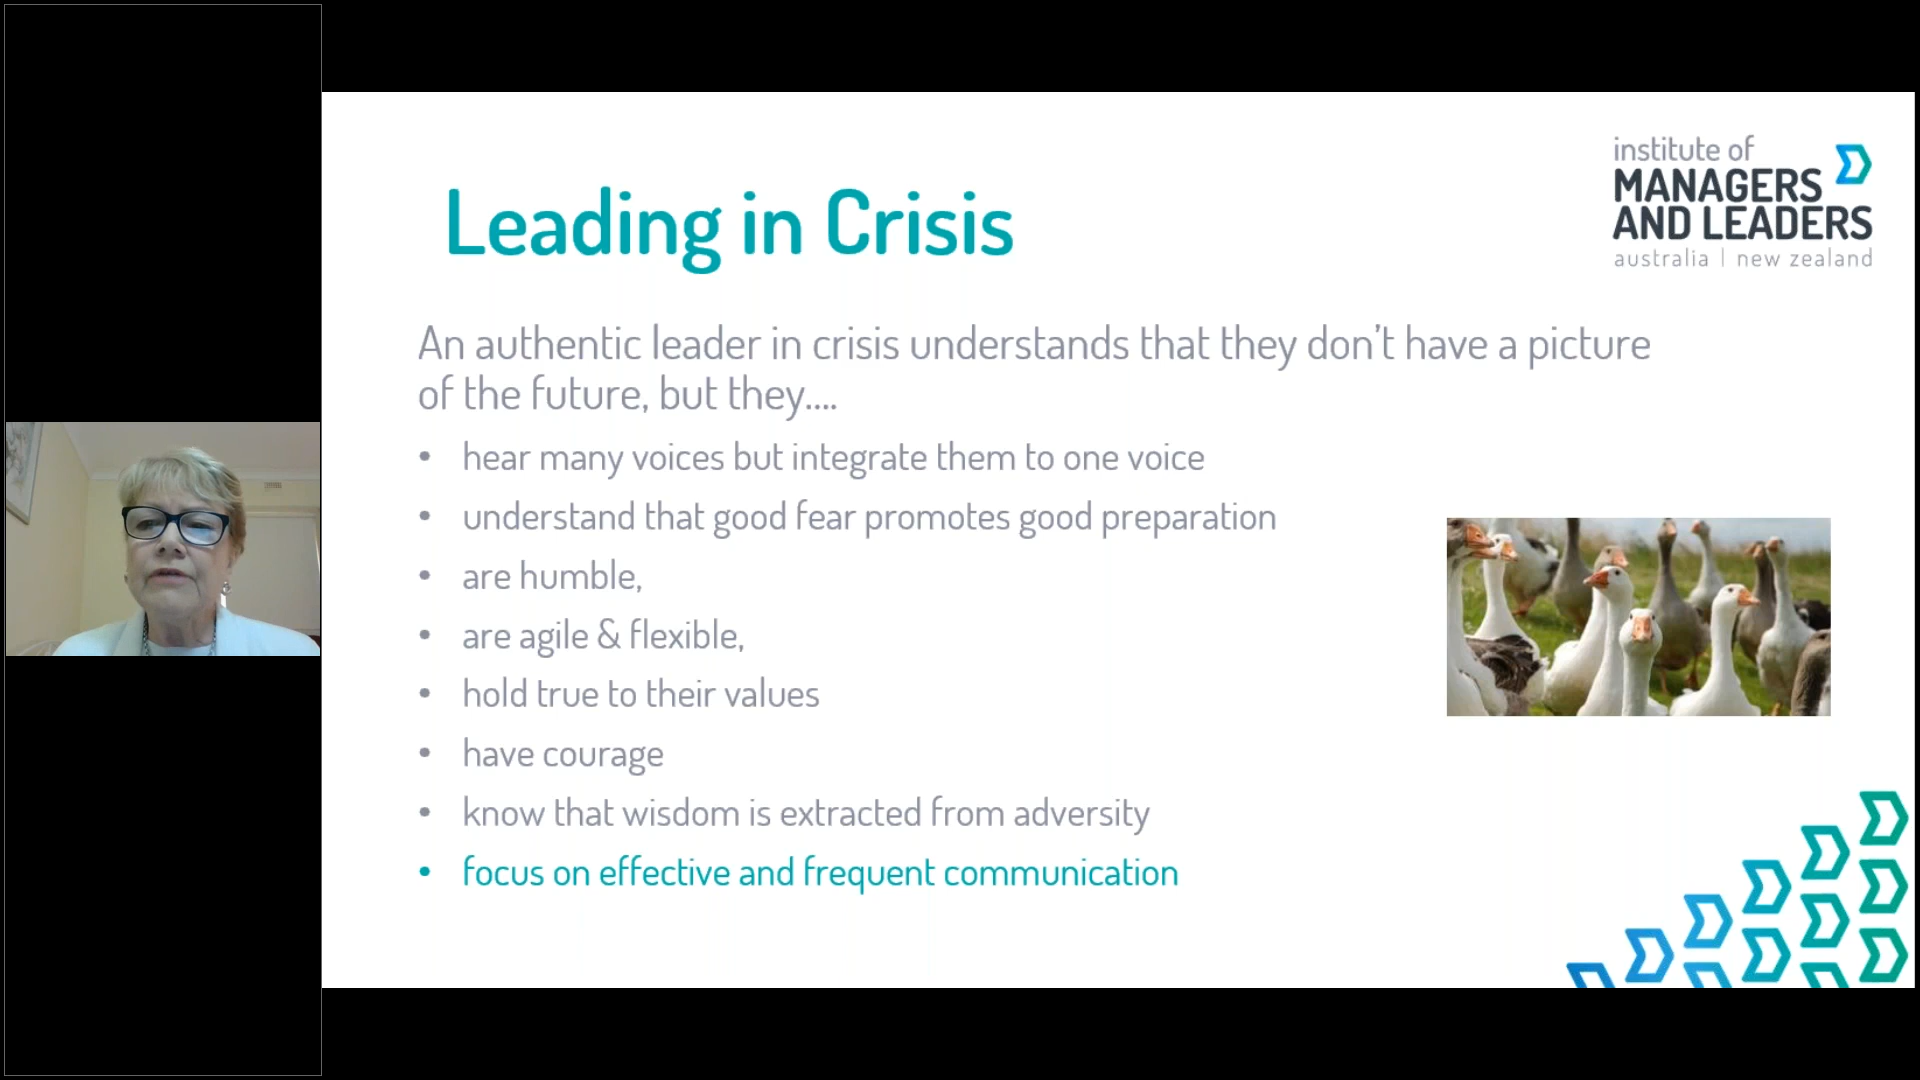 institute of
MANAGERS
AND LEADERS
australia | new zealand
Leading in Crisis
An authentic leader in crisis understands that they don’t have a picture
of the future, but they....
• hear many voices but integrate them to one voice
• understand that good fear promotes good preparation
• are humble,
• are agile & flexible,
• hold true to their values
• have courage
• know that wisdom is extracted from adversity
• focus on effective and frequent communication